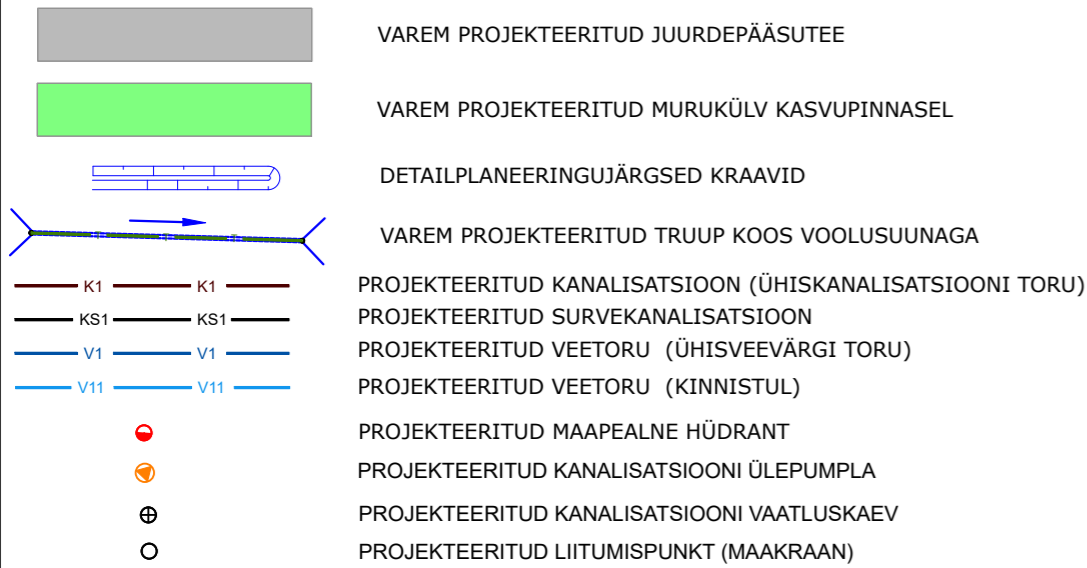 VAREM PROJEKTEERITUD JUURDEPÄÄSUTEE
VAREM PROJEKTEERITUD MURUKÜLV KASVUPINNASEL
DETAILPLANEERINGUJÄRGSED KRAAVID
VAREM PROJEKTEERITUD TRUUP KOOS VOOLUSUUNAGA
K1 K1 PROJEKTEERITUD KANALISATSIOON (ÜHISKANALISATSIOONI TORU)
KS1 KS1 PROJEKTEERITUD SURVEKANALISATSIOON
V1 V1 PROJEKTEERITUD VEETORU (ÜHISVEEVÄRGI TORU)
V11 V11 PROJEKTEERITUD VEETORU (KINNISTUL)
PROJEKTEERITUD MAAPEALNE HÜDRANT
PROJEKTEERITUD KANALISATSIOONI ÜLEPUMPLA
PROJEKTEERITUD KANALISATSIOONI VAATLUSKAEV
PROJEKTEERITUD LIITUMISPUNKT (MAAKRAAN)